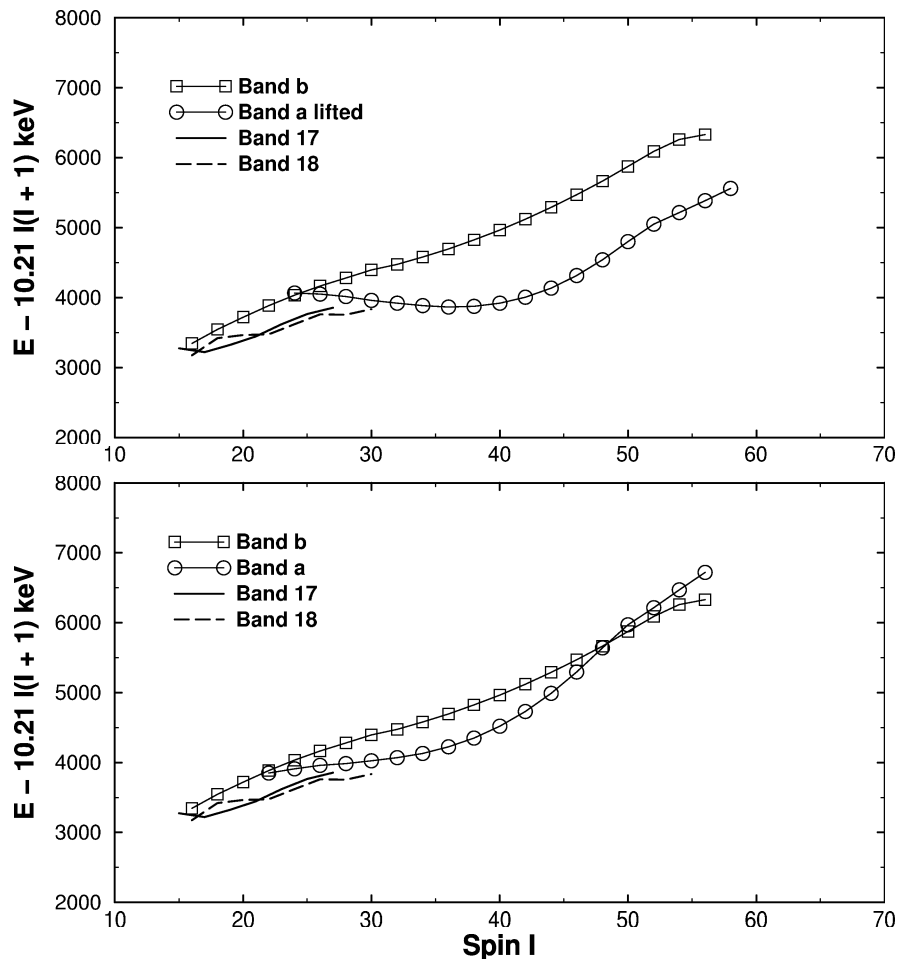 8000
7000
6000
5000
4000
3000
2000
E – 10.21 I(I + 1) keV
Band b
Band a lifted
Band 17
Band 18
10 20 30 40 50 60 70
8000
7000
6000
5000
4000
3000
2000
E – 10.21 I(I + 1) keV
Band b
Band a
Band 17
Band 18
10 20 30 40 50 60 70
Spin I